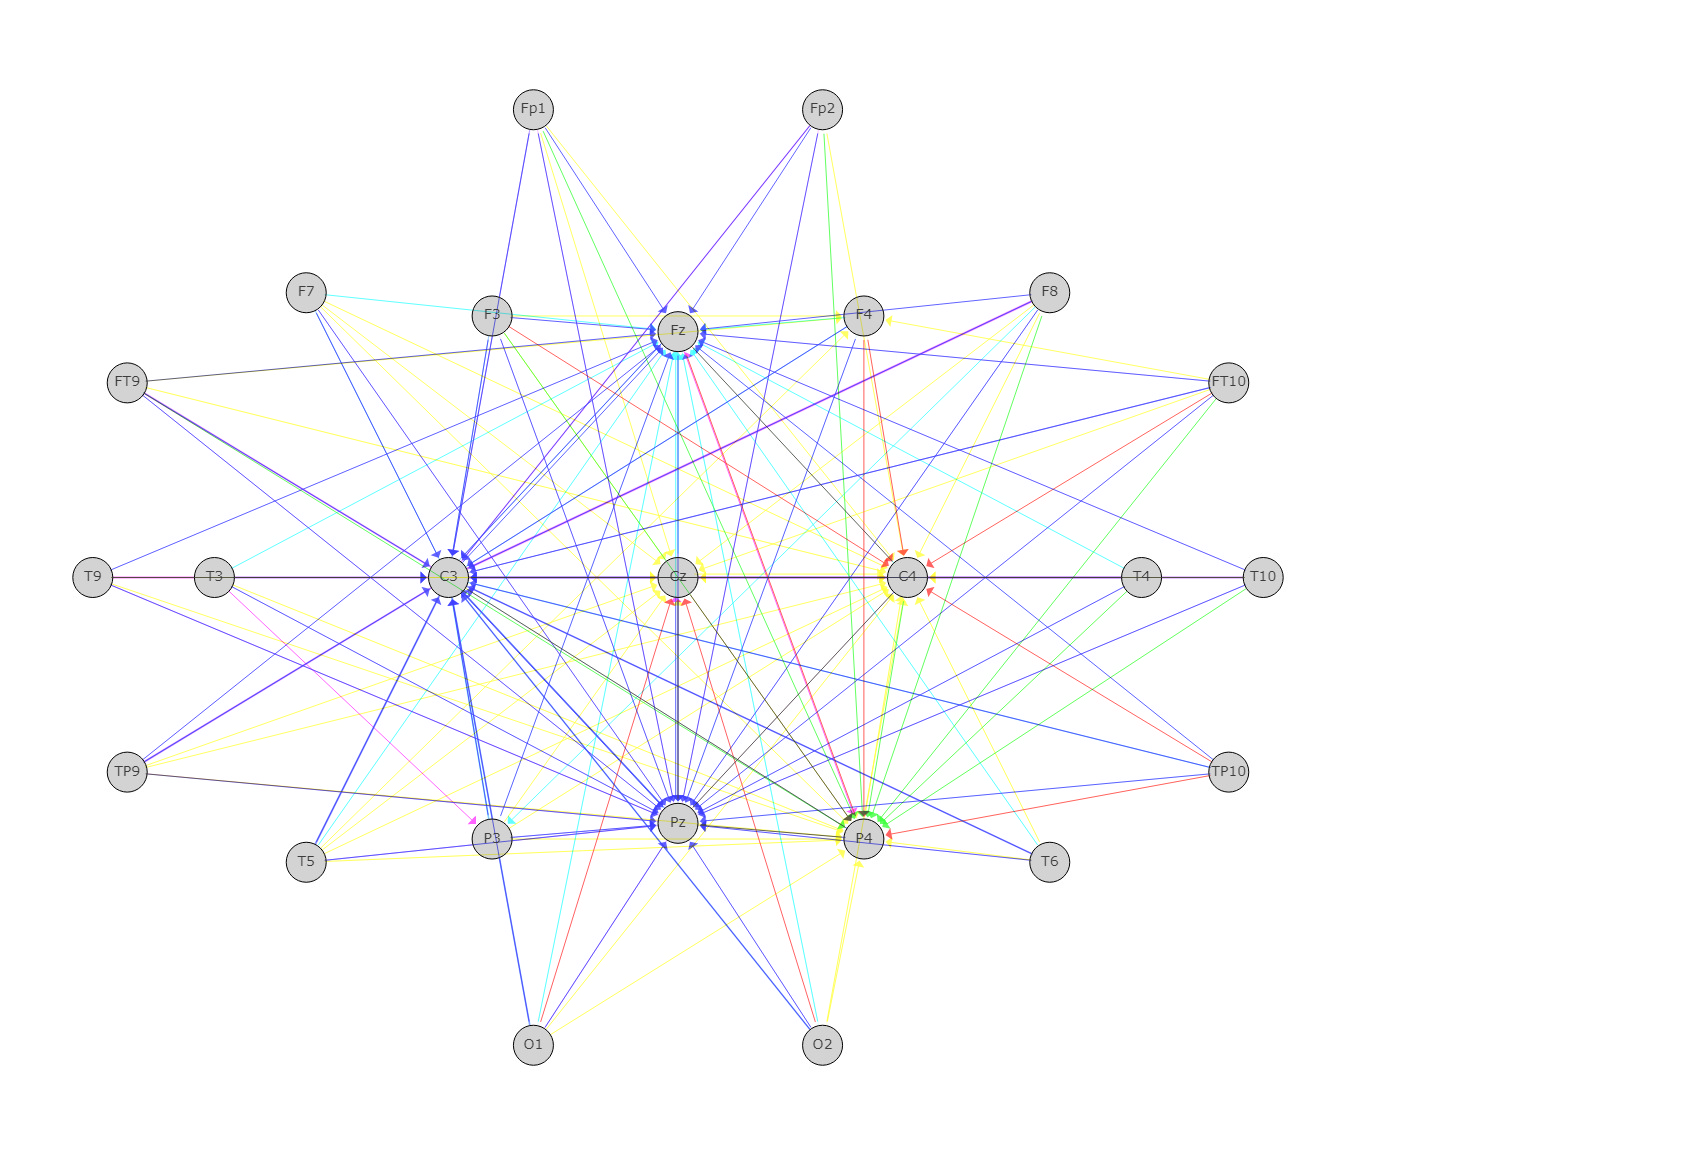 Fp1 Fp2
F7 F3 Fz F4 F8
FT9 FT10
T9 T3 C3 Cz C4 T4 T10
TP9 TP10
T5 P3 Pz P4 T6
O1 O2